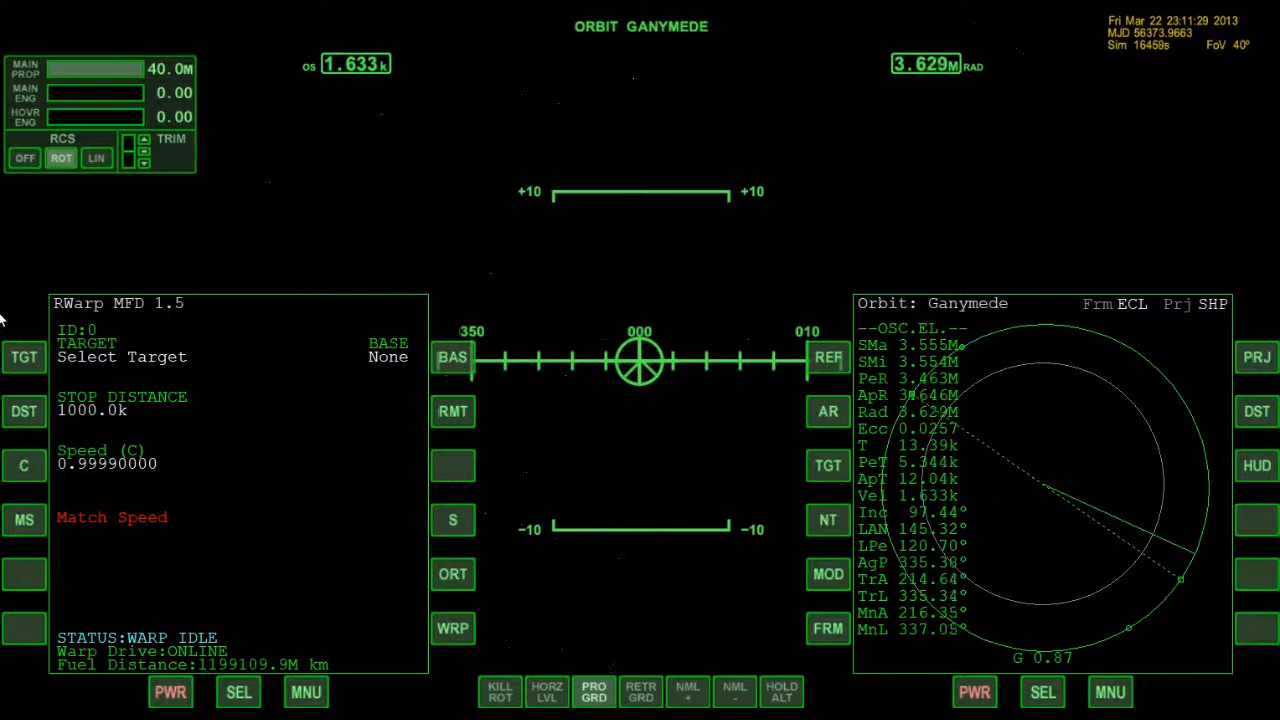 ORBIT GANYMEDE
Fri Mar 22 23:11:29 2013
MJD 56373.9663
Sim 16459s FoV 40°
MAIN PROP 40.0M
MAIN ENG 0.00
HOVR ENG 0.00
RCS TRIM
OFF ROT LIN
OS 1.633k
3.629M RAD
+10 +10
350 000 010
-10 -10
RWarp MFD 1.5
ID:0
TARGET BASE
Select Target None
STOP DISTANCE
1000.0k
Speed (C)
0.99990000
Match Speed
STATUS:WARP IDLE
Warp Drive:ONLINE
Fuel Distance:1199109.9M km
TGT
DST
C
MS
BAS
RMT
S
ORT
WRP
PWR SEL MNU
KILL ROT
HORZ LVL
PRO GRD
RETR GRD
NML +
NML -
HOLD ALT
REF
AR
TGT
NT
MOD
FRM
Orbit: Ganymede Frm ECL Prj SHP
--OSC.EL.--
SMa 3.555M
SMi 3.554M
PeR 3.463M
ApR 3.646M
Rad 3.629M
Ecc 0.0257
T 13.39k
PeT 5.344k
ApT 12.04k
Vel 1.633k
Inc 97.44°
LAN 145.32°
LPe 120.70°
AgP 335.38°
TrA 214.64°
TrL 335.34°
MnA 216.35°
MnL 337.05°
G 0.87
PRJ
DST
HUD
PWR SEL MNU